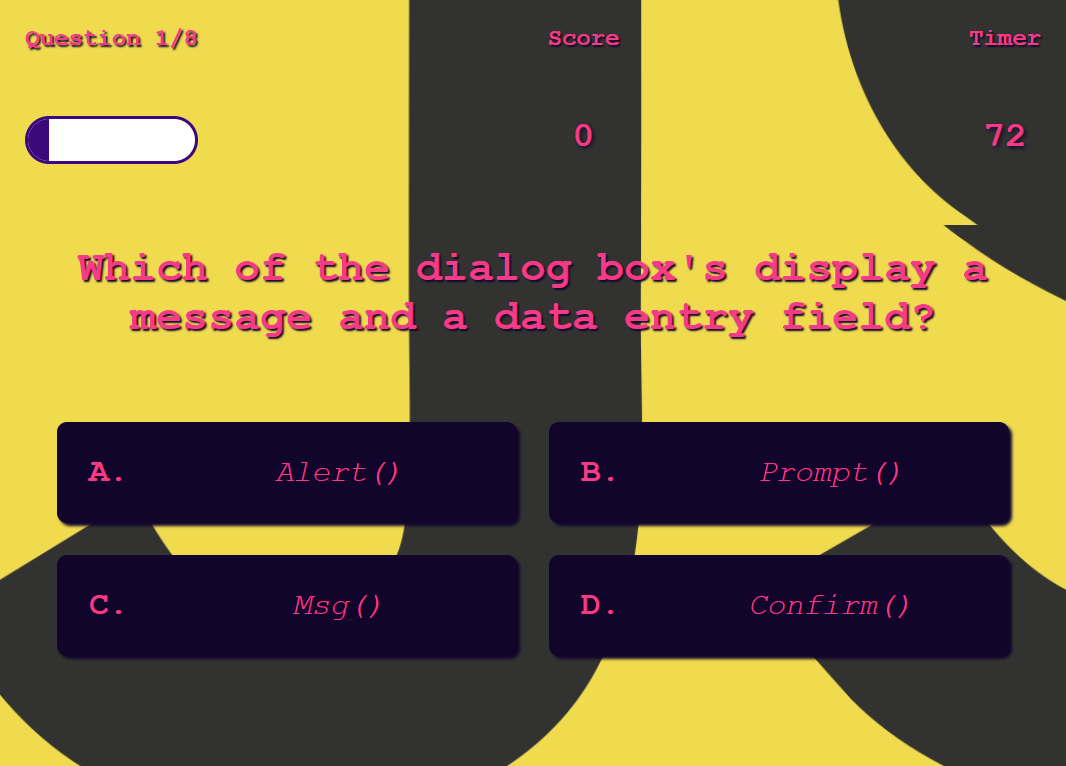 Question 1/8
Score
Timer
0
72
Which of the dialog box's display a
message and a data entry field?
A. Alert()
B. Prompt()
C. Msg()
D. Confirm()